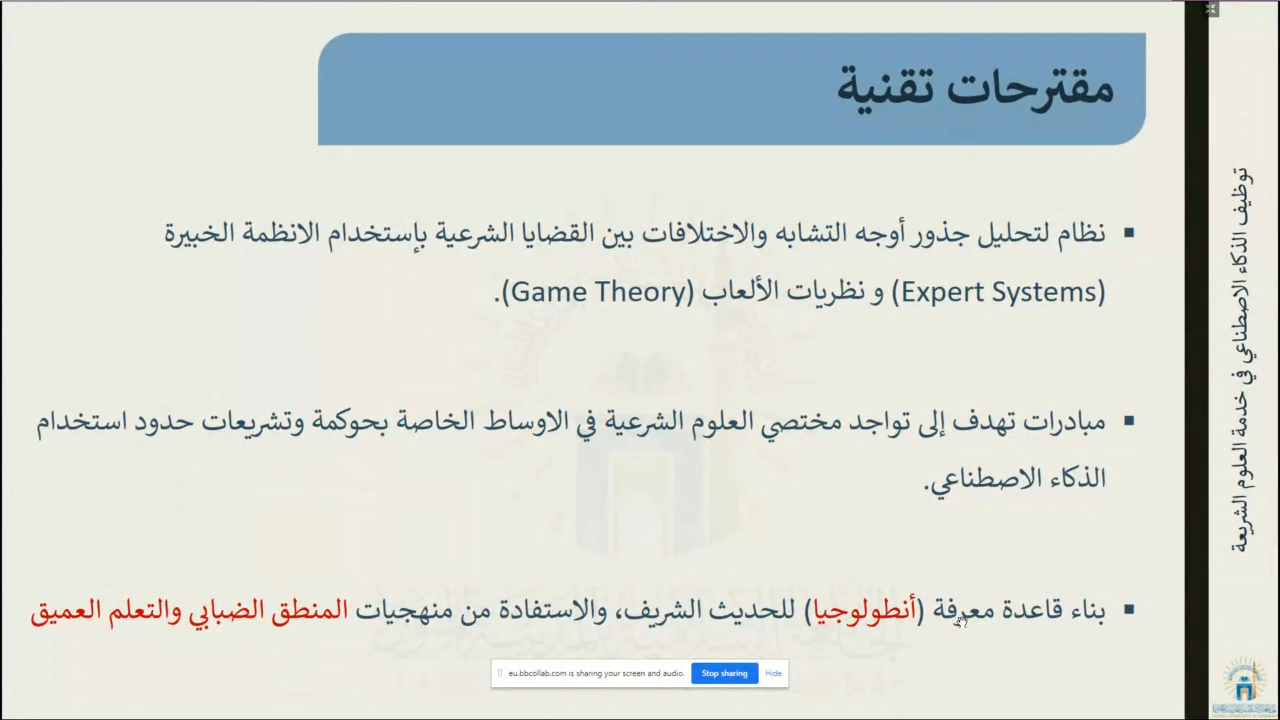 مقترحات تقنية
نظام لتحليل جذور أوجه التشابه والاختلافات بين القضايا الشرعية بإستخدام الانظمة الخبيرة
(Expert Systems) و نظريات الألعاب (Game Theory).
مبادرات تهدف إلى تواجد مختصي العلوم الشرعية في الاوساط الخاصة بحوكمة وتشريعات حدود استخدام
الذكاء الاصطناعي.
بناء قاعدة معرفة (أنطولوجيا) للحديث الشريف، والاستفادة من منهجيات المنطق الضبابي والتعلم العميق
توظيف الذكاء الاصطناعي في خدمة العلوم الشريعة
eu.bbcollab.com is sharing your screen and audio. Stop sharing Hide